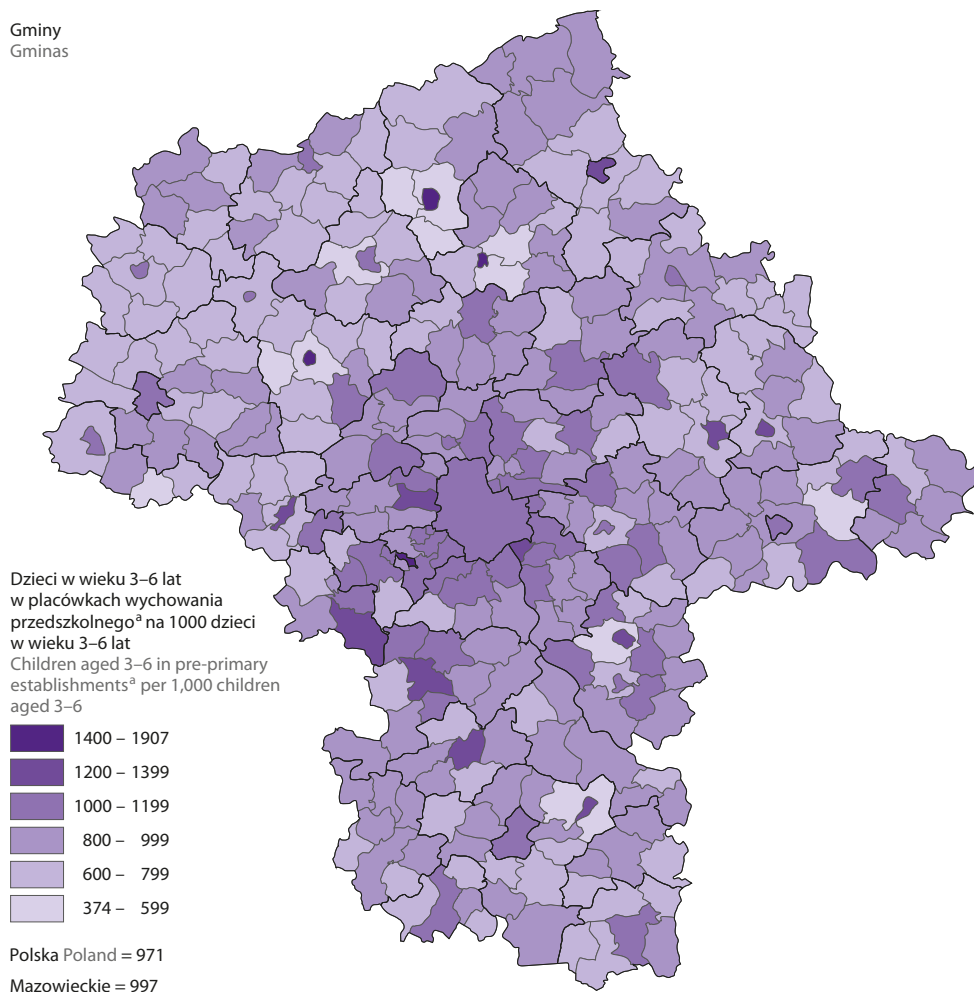 Gminy
Gminas
Dzieci w wieku 3–6 lat
w placówkach wychowania
przedszkolnegoª na 1000 dzieci
w wieku 3–6 lat
Children aged 3–6 in pre-primary
establishmentsª per 1,000 children
aged 3–6
1400 – 1907
1200 – 1399
1000 – 1199
800 – 999
600 – 799
374 – 599
Polska Poland = 971
Mazowieckie = 997